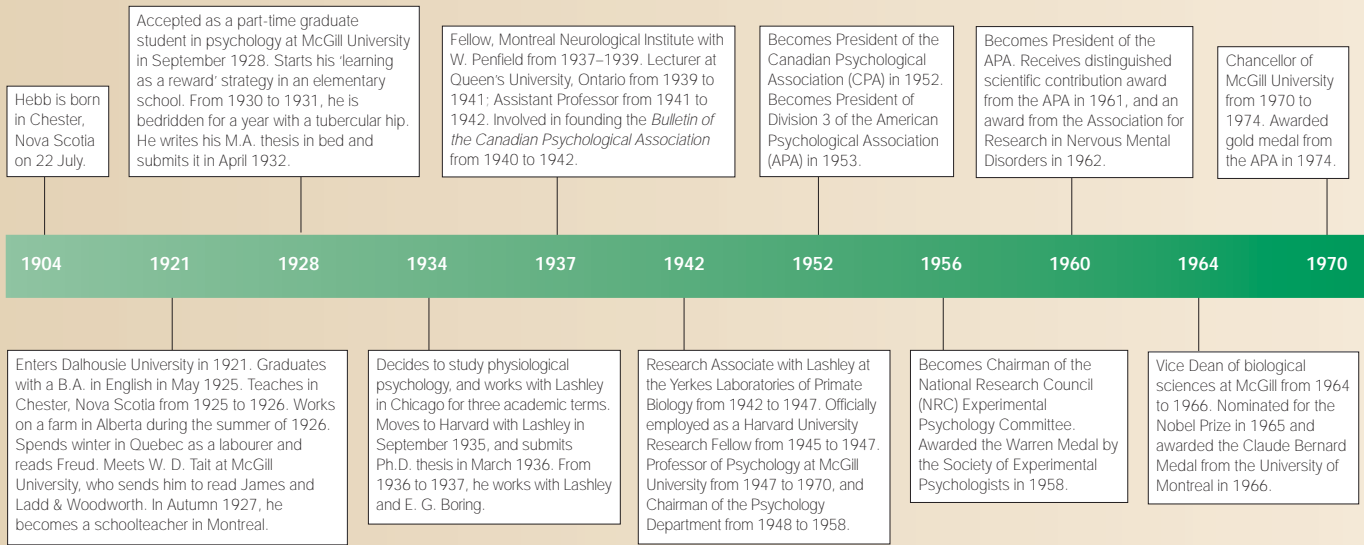 Hebb is born
in Chester,
Nova Scotia
on 22 July.
Accepted as a part-time graduate
student in psychology at McGill University
in September 1928. Starts his 'learning
as a reward' strategy in an elementary
school. From 1930 to 1931, he is
bedridden for a year with a tubercular hip.
He writes his M.A. thesis in bed and
submits it in April 1932.
Fellow, Montreal Neurological Institute with
W. Penfield from 1937–1939. Lecturer at
Queen's University, Ontario from 1939 to
1941; Assistant Professor from 1941 to
1942. Involved in founding the Bulletin of
the Canadian Psychological Association
from 1940 to 1942.
Becomes President of the
Canadian Psychological
Association (CPA) in 1952.
Becomes President of
Division 3 of the American
Psychological Association
(APA) in 1953.
Becomes President of the
APA. Receives distinguished
scientific contribution award
from the APA in 1961, and an
award from the Association for
Research in Nervous Mental
Disorders in 1962.
Chancellor of
McGill University
from 1970 to
1974. Awarded
gold medal from
the APA in 1974.
1904 1921 1928 1934 1937 1942 1952 1956 1960 1964 1970
Enters Dalhousie University in 1921. Graduates
with a B.A. in English in May 1925. Teaches in
Chester, Nova Scotia from 1925 to 1926. Works
on a farm in Alberta during the summer of 1926.
Spends winter in Quebec as a labourer and
reads Freud. Meets W. D. Tait at McGill
University, who sends him to read James and
Ladd & Woodworth. In Autumn 1927, he
becomes a schoolteacher in Montreal.
Decides to study physiological
psychology, and works with Lashley
in Chicago for three academic terms.
Moves to Harvard with Lashley in
September 1935, and submits
Ph.D. thesis in March 1936. From
1936 to 1937, he works with Lashley
and E. G. Boring.
Research Associate with Lashley at
the Yerkes Laboratories of Primate
Biology from 1942 to 1947. Officially
employed as a Harvard University
Research Fellow from 1945 to 1947.
Professor of Psychology at McGill
University from 1947 to 1970, and
Chairman of the Psychology
Department from 1948 to 1958.
Becomes Chairman of the
National Research Council
(NRC) Experimental
Psychology Committee.
Awarded the Warren Medal by
the Society of Experimental
Psychologists in 1958.
Vice Dean of biological
sciences at McGill from 1964
to 1966. Nominated for the
Nobel Prize in 1965 and
awarded the Claude Bernard
Medal from the University of
Montreal in 1966.